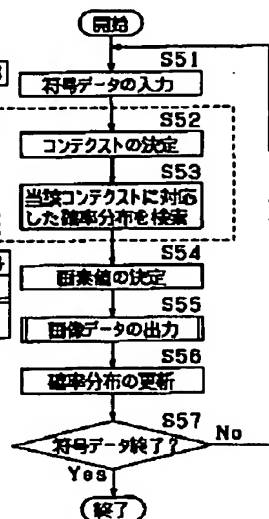 開始
S51
符号データの入力
S52
コンテクストの決定
S53
当該コンテクストに対応
した確率分布を検索
S54
画素値の決定
S55
画像データの出力
S56
確率分布の更新
S57
符号データ終了?
No
Yes
終了